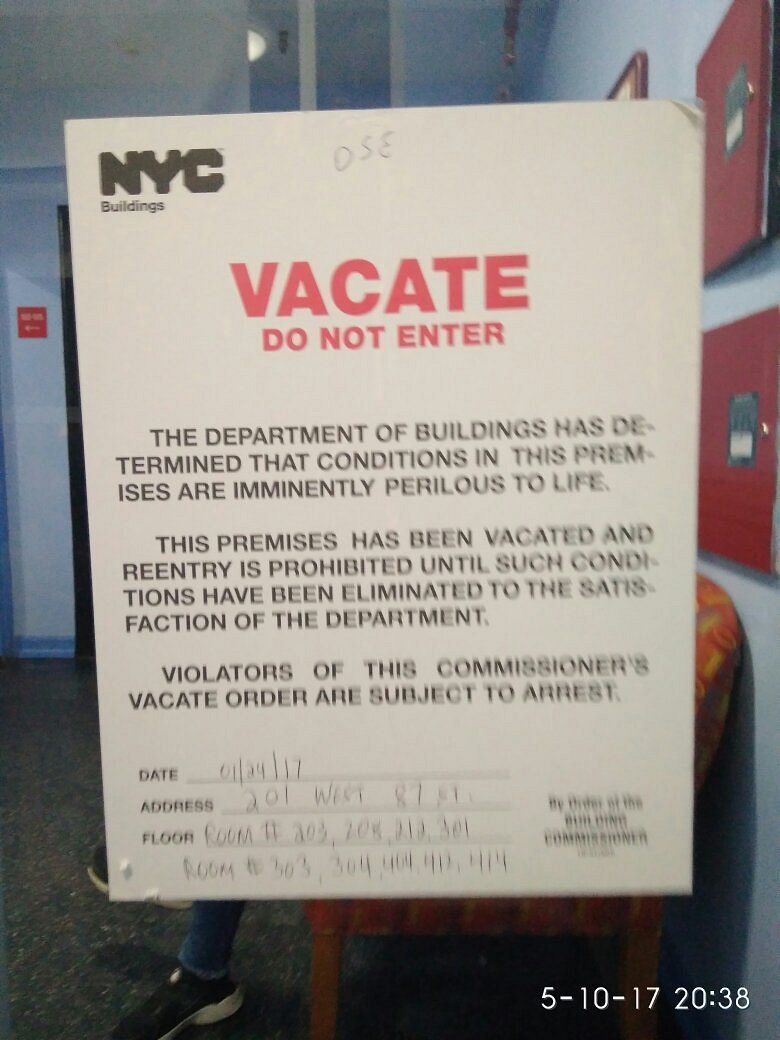 OSE
NYC
Buildings
VACATE
DO NOT ENTER
THE DEPARTMENT OF BUILDINGS HAS DE-
TERMINED THAT CONDITIONS IN THIS PREM-
ISES ARE IMMINENTLY PERILOUS TO LIFE.
THIS PREMISES HAS BEEN VACATED AND
REENTRY IS PROHIBITED UNTIL SUCH CONDI-
TIONS HAVE BEEN ELIMINATED TO THE SATIS-
FACTION OF THE DEPARTMENT.
VIOLATORS OF THIS COMMISSIONER'S
VACATE ORDER ARE SUBJECT TO ARREST.
DATE 01/24/17
ADDRESS 201 WEST 87 ST.
FLOOR ROOM # 203, 208, 212, 301
ROOM # 303, 304, 404, 412, 414
By Order of the
BUILDING
COMMISSIONER
5-10-17 20:38